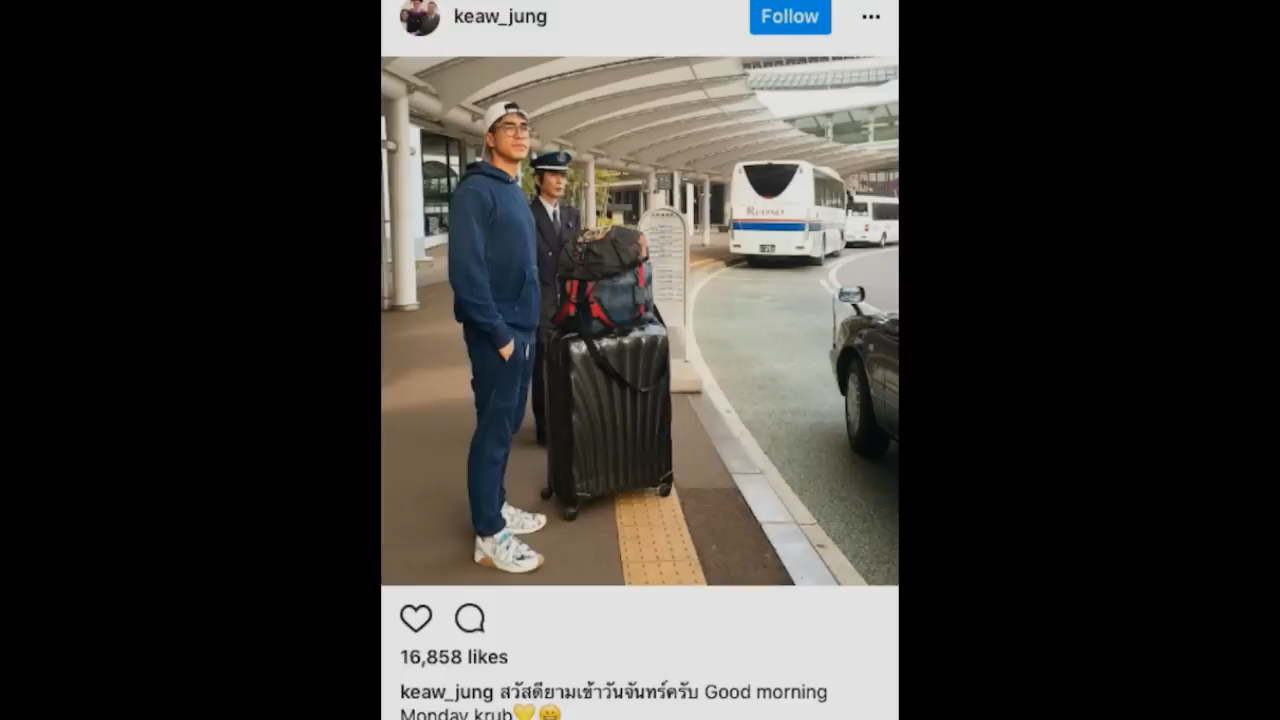 keaw_jung
Follow
16,858 likes
keaw_jung สวัสดียามเช้าวันจันทร์ครับ Good morning
Monday krub💛😄